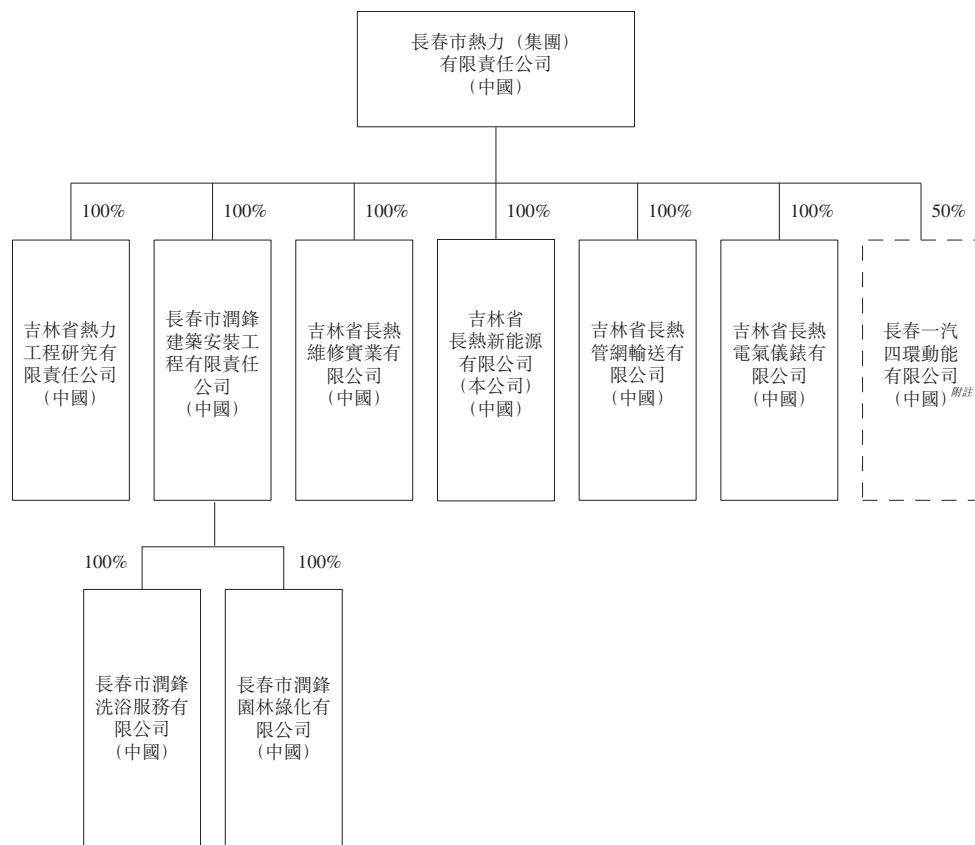 長春市熱力（集團）
有限責任公司
（中國）
100%
100%
100%
100%
100%
100%
50%
吉林省熱力
工程研究有
限責任公司
（中國）
長春市潤鋒
建築安裝工
程有限責任
公司
（中國）
吉林省長熱
維修實業有
限公司
（中國）
吉林省
長熱新能源
有限公司
（本公司）
（中國）
吉林省長熱
管網輸送有
限公司
（中國）
吉林省長熱
電氣儀錶有
限公司
（中國）
長春一汽
四環動能
有限公司
（中國）附註
100%
100%
長春市潤鋒
洗浴服務有
限公司
（中國）
長春市潤鋒
園林綠化有
限公司
（中國）